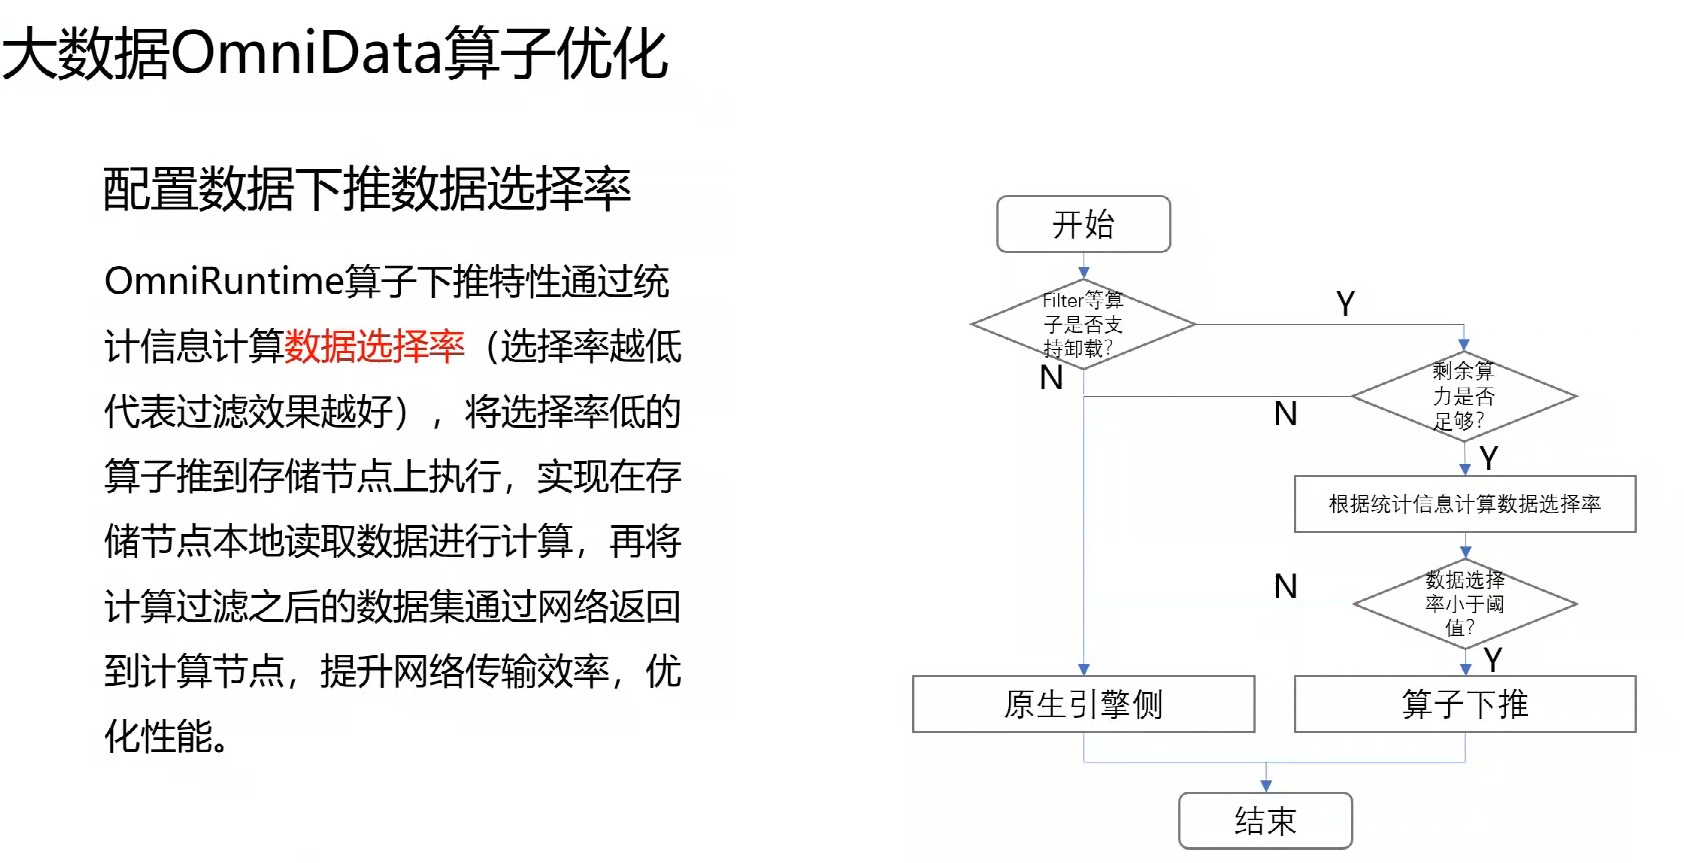 大数据OmniData算子优化
配置数据下推数据选择率
OmniRuntime算子下推特性通过统
计信息计算数据选择率（选择率越低
代表过滤效果越好），将选择率低的
算子推到存储节点上执行，实现在存
储节点本地读取数据进行计算，再将
计算过滤之后的数据集通过网络返回
到计算节点，提升网络传输效率，优
化性能。
开始
Filter等算
子是否支
持卸载?
Y
N
剩余算
力是否
足够?
N
Y
根据统计信息计算数据选择率
数据选择
率小于阈
值?
N
Y
原生引擎侧
算子下推
结束